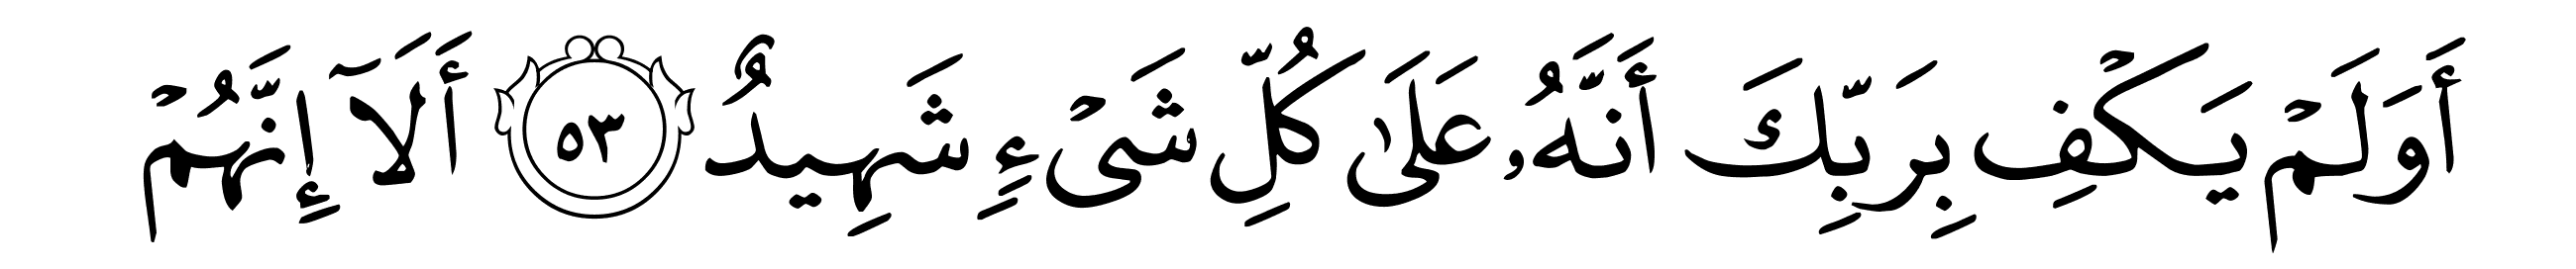 أَوَلَمْ يَكْفِ بِرَبِّكَ أَنَّهُۥ عَلَىٰ كُلِّ شَىْءٍ شَهِيدٌ ٥٣ أَلَآ إِنَّهُمْ